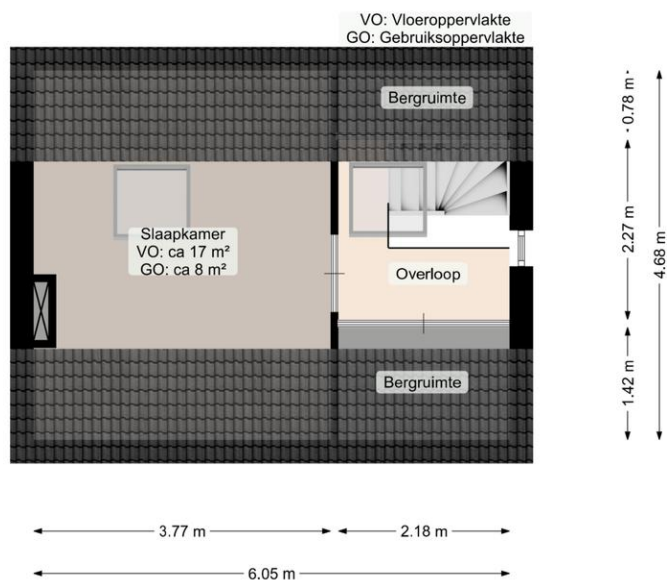 VO: Vloeroppervlakte
GO: Gebruiksoppervlakte
Bergruimte
Slaapkamer
VO: ca 17 m²
GO: ca 8 m²
Overloop
Bergruimte
0.78 m
2.27 m
4.68 m
1.42 m
3.77 m
2.18 m
6.05 m